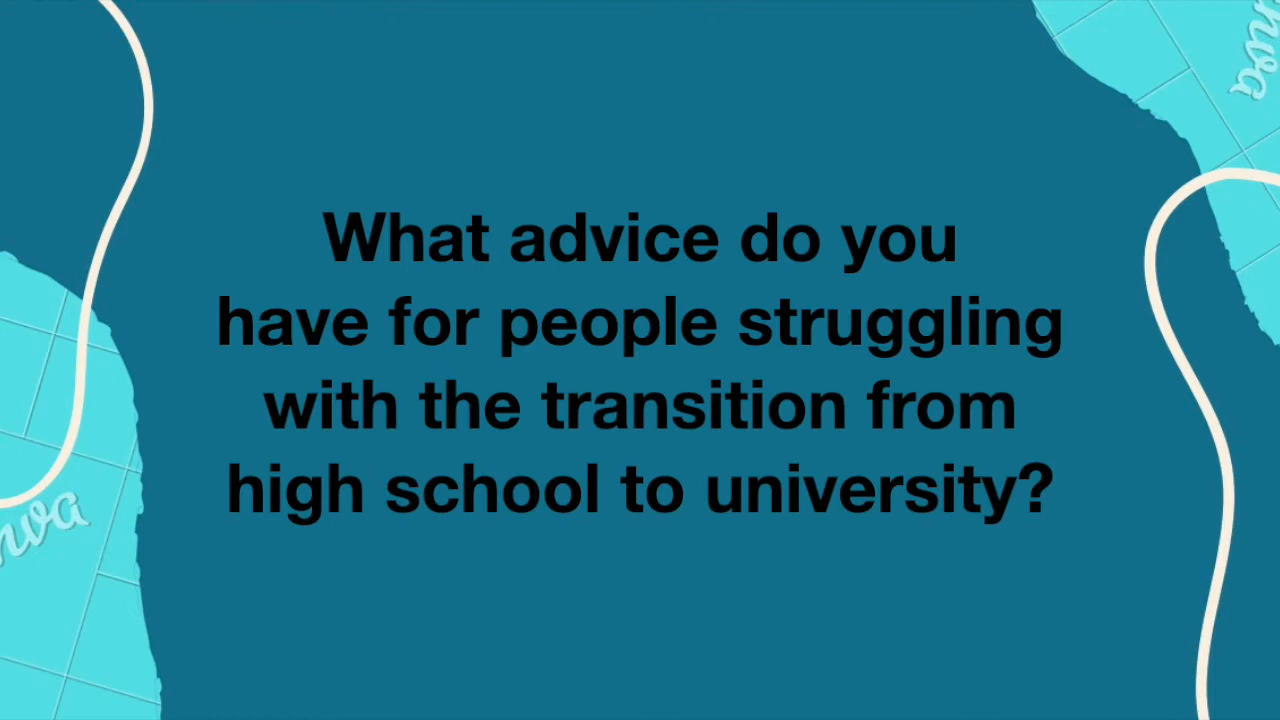 What advice do you
have for people struggling
with the transition from
high school to university?